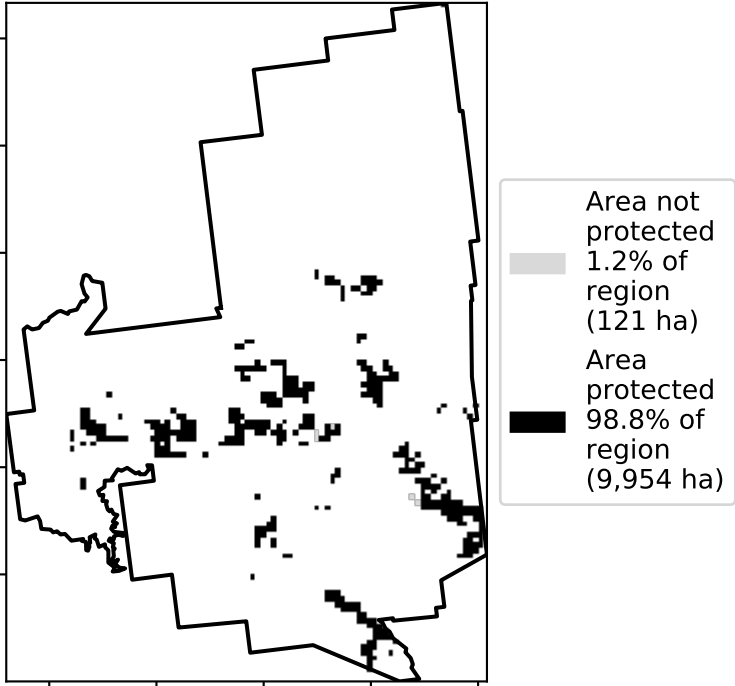 Area not
protected
1.2% of
region
(121 ha)
Area
protected
98.8% of
region
(9,954 ha)